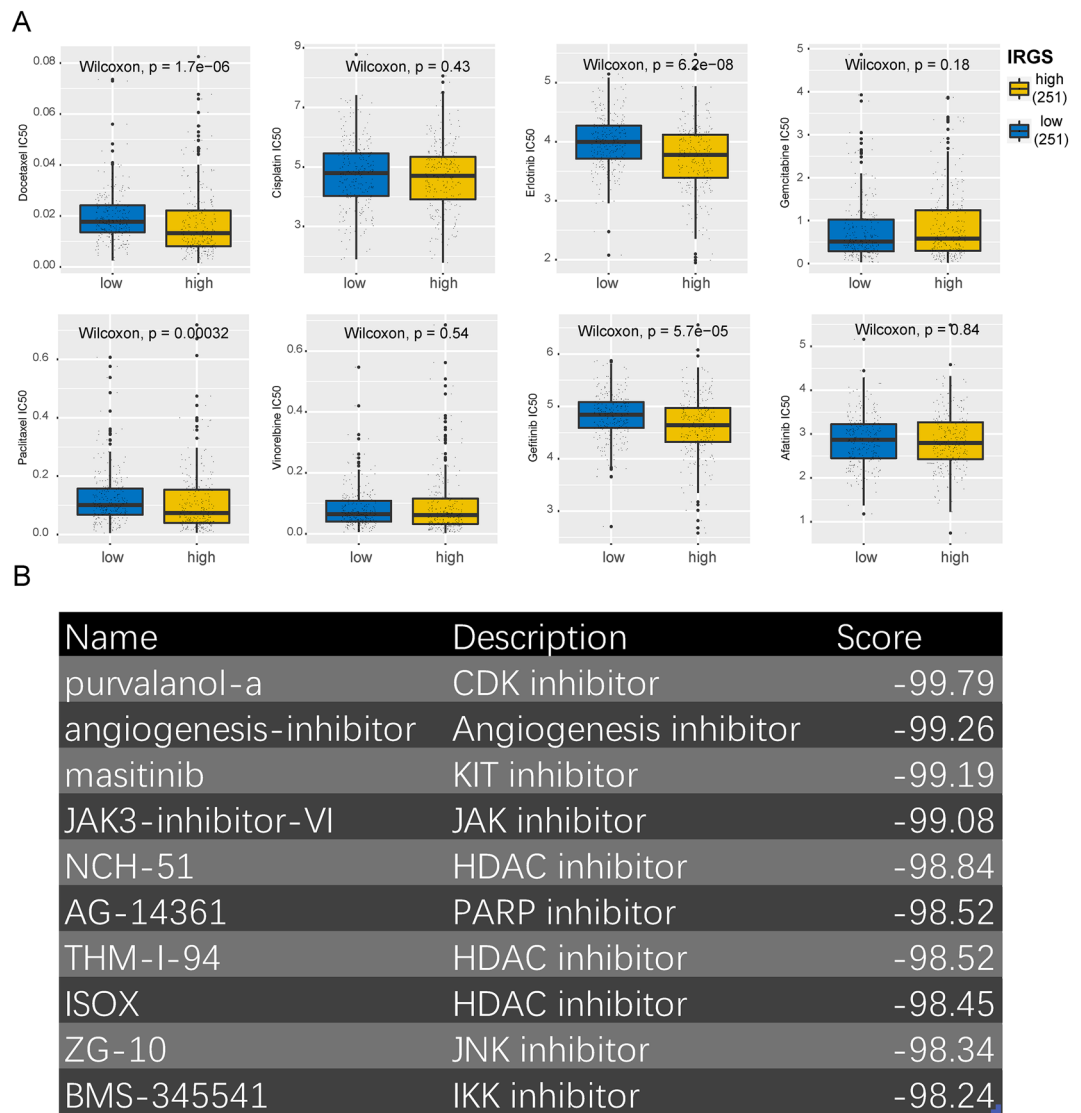 A
Docetaxel IC50
0.08
0.06
0.04
0.02
0.00
Wilcoxon, p = 1.7e−06
low high
Cisplatin IC50
9
7
5
3
Wilcoxon, p = 0.43
low high
Erlotinib IC50
5
4
3
2
Wilcoxon, p = 6.2e−08
low high
Gemcitabine IC50
5
4
3
2
1
0
Wilcoxon, p = 0.18
low high
IRGS
high
(251)
low
(251)
Paclitaxel IC50
0.6
0.4
0.2
0.0
Wilcoxon, p = 0.00032
low high
Vinorelbine IC50
0.6
0.4
0.2
0.0
Wilcoxon, p = 0.54
low high
Gefitinib IC50
6
5
4
3
Wilcoxon, p = 5.7e−05
low high
Afatinib IC50
5
4
3
2
1
Wilcoxon, p = 0.84
low high
B
Name Description Score
purvalanol-a CDK inhibitor -99.79
angiogenesis-inhibitor Angiogenesis inhibitor -99.26
masitinib KIT inhibitor -99.19
JAK3-inhibitor-VI JAK inhibitor -99.08
NCH-51 HDAC inhibitor -98.84
AG-14361 PARP inhibitor -98.52
THM-I-94 HDAC inhibitor -98.52
ISOX HDAC inhibitor -98.45
ZG-10 JNK inhibitor -98.34
BMS-345541 IKK inhibitor -98.24